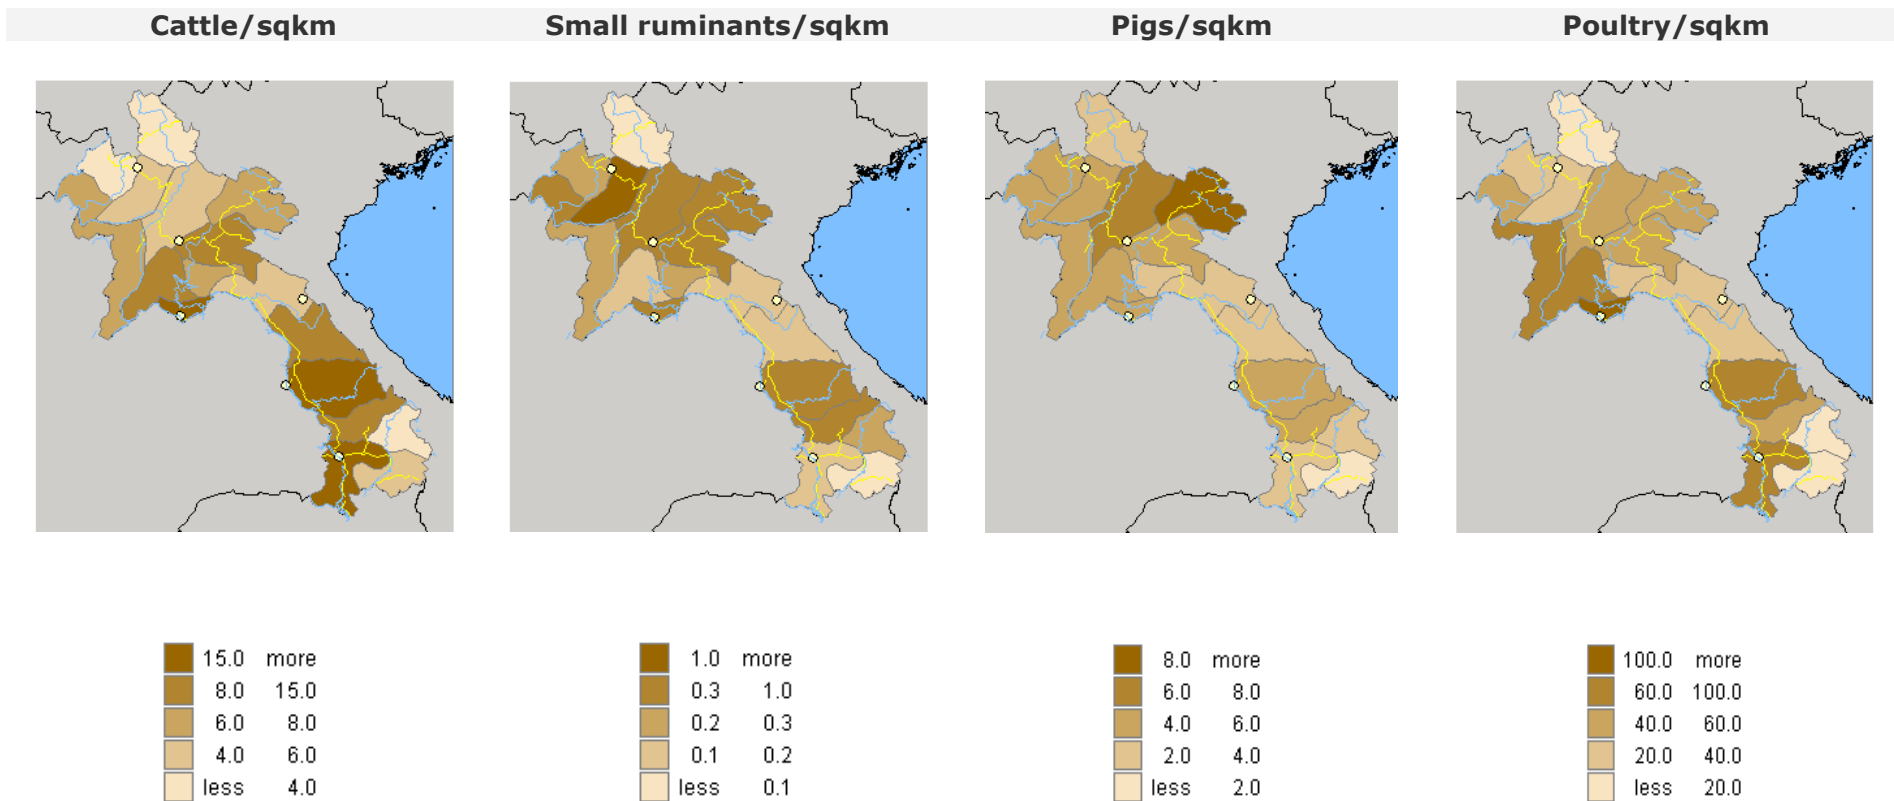 Cattle/sqkm
Small ruminants/sqkm
Pigs/sqkm
Poultry/sqkm
15.0 more
8.0 15.0
6.0 8.0
4.0 6.0
less 4.0
1.0 more
0.3 1.0
0.2 0.3
0.1 0.2
less 0.1
8.0 more
6.0 8.0
4.0 6.0
2.0 4.0
less 2.0
100.0 more
60.0 100.0
40.0 60.0
20.0 40.0
less 20.0